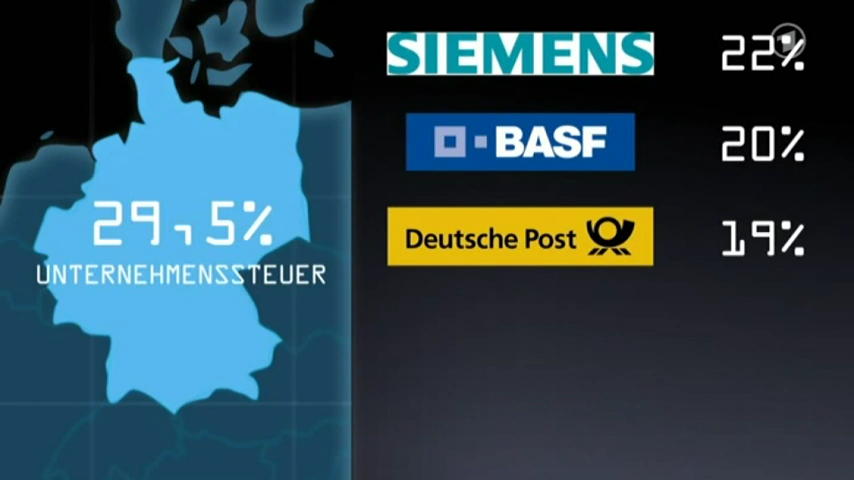 29,5%
UNTERNEHMENSSTEUER
SIEMENS 22%
BASF 20%
Deutsche Post 19%